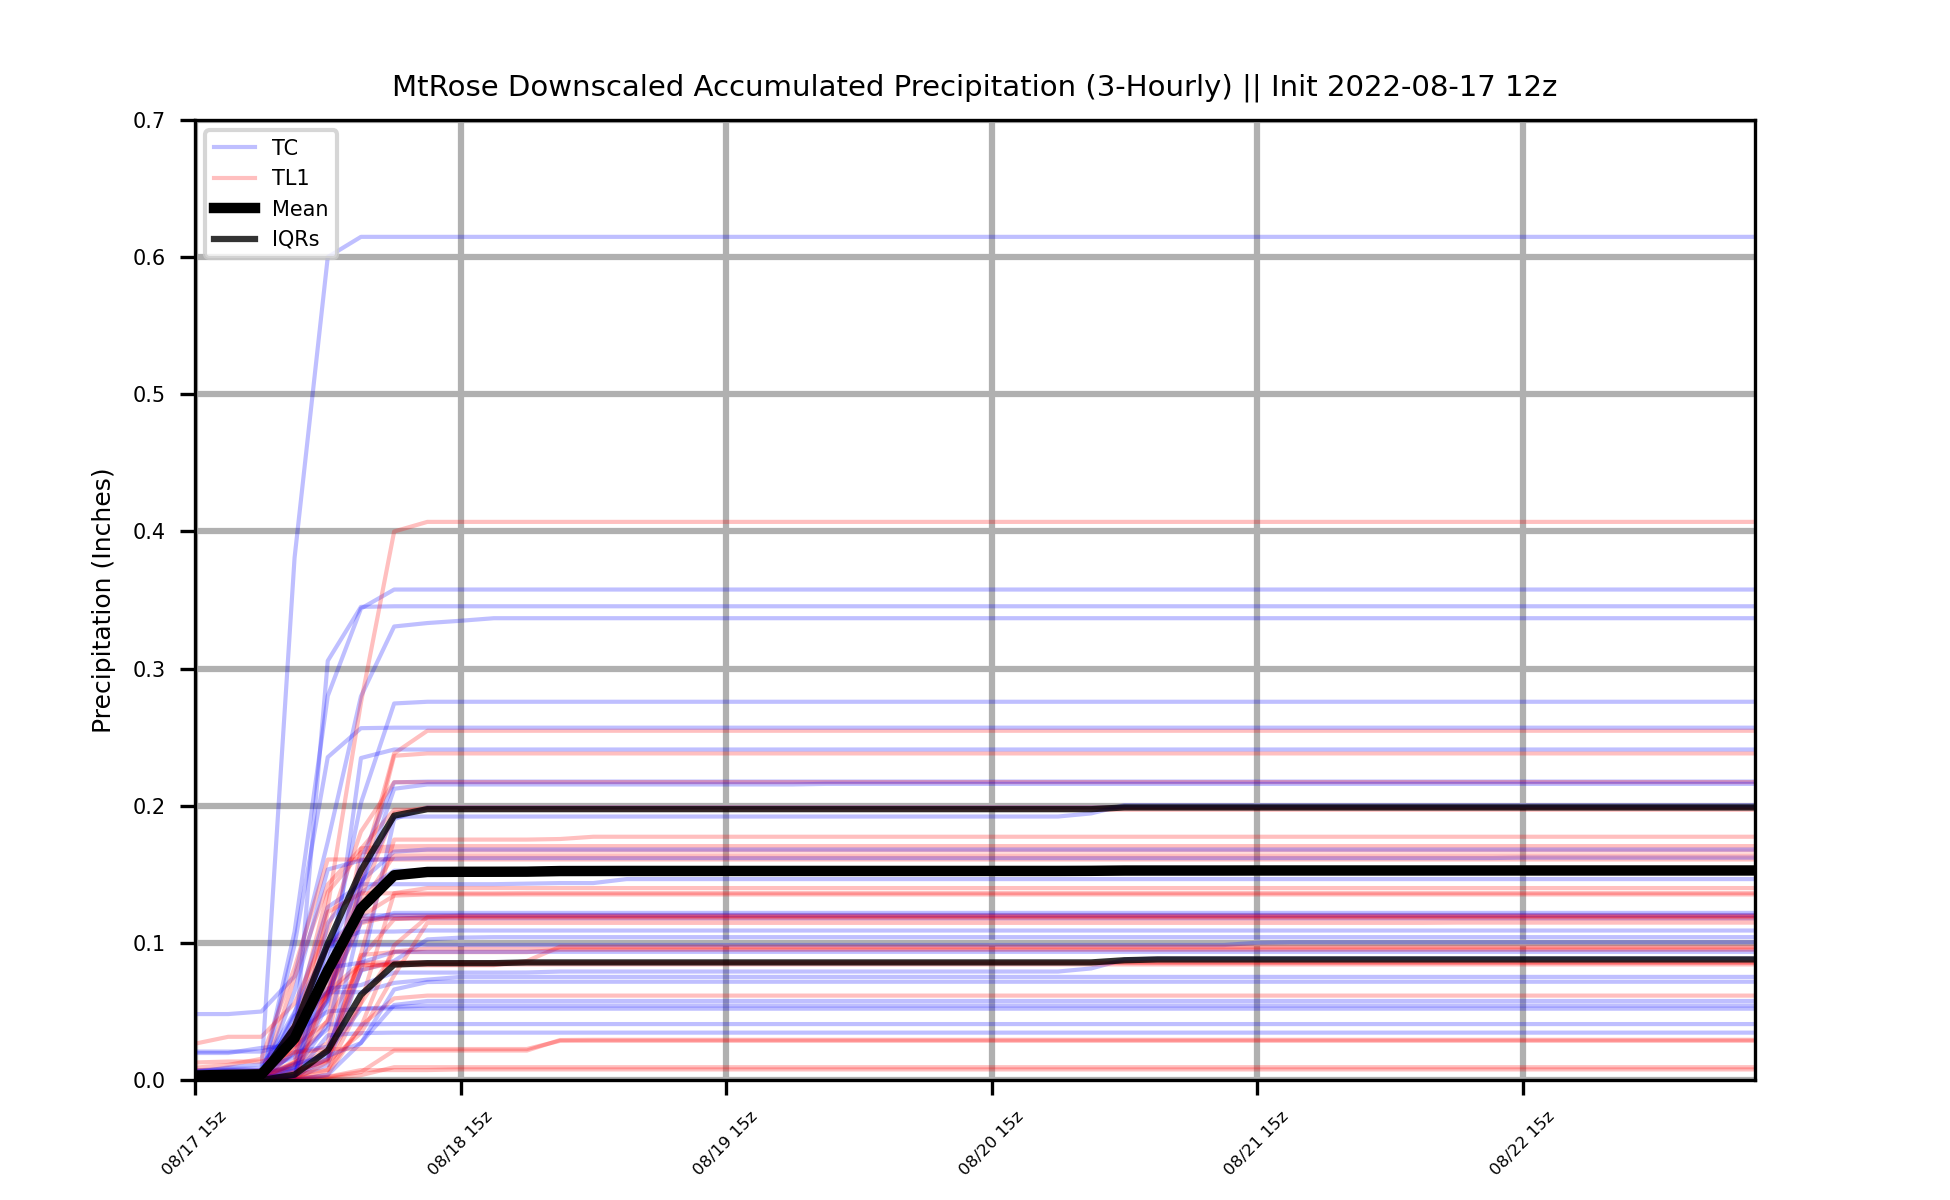 MtRose Downscaled Accumulated Precipitation (3-Hourly) || Init 2022-08-17 12z
TC
TL1
Mean
IQRs
Precipitation (Inches)
0.7
0.6
0.5
0.4
0.3
0.2
0.1
0.0
08/17 15z
08/18 15z
08/19 15z
08/20 15z
08/21 15z
08/22 15z